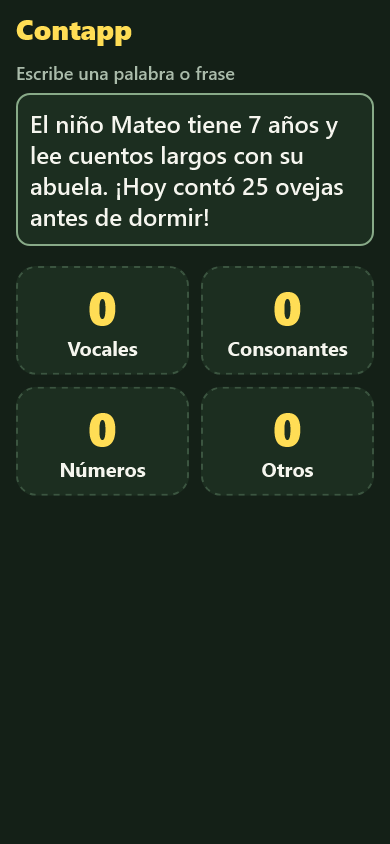 Contapp
Escribe una palabra o frase
El niño Mateo tiene 7 años y
lee cuentos largos con su
abuela. ¡Hoy contó 25 ovejas
antes de dormir!
0
Vocales
0
Consonantes
0
Números
0
Otros